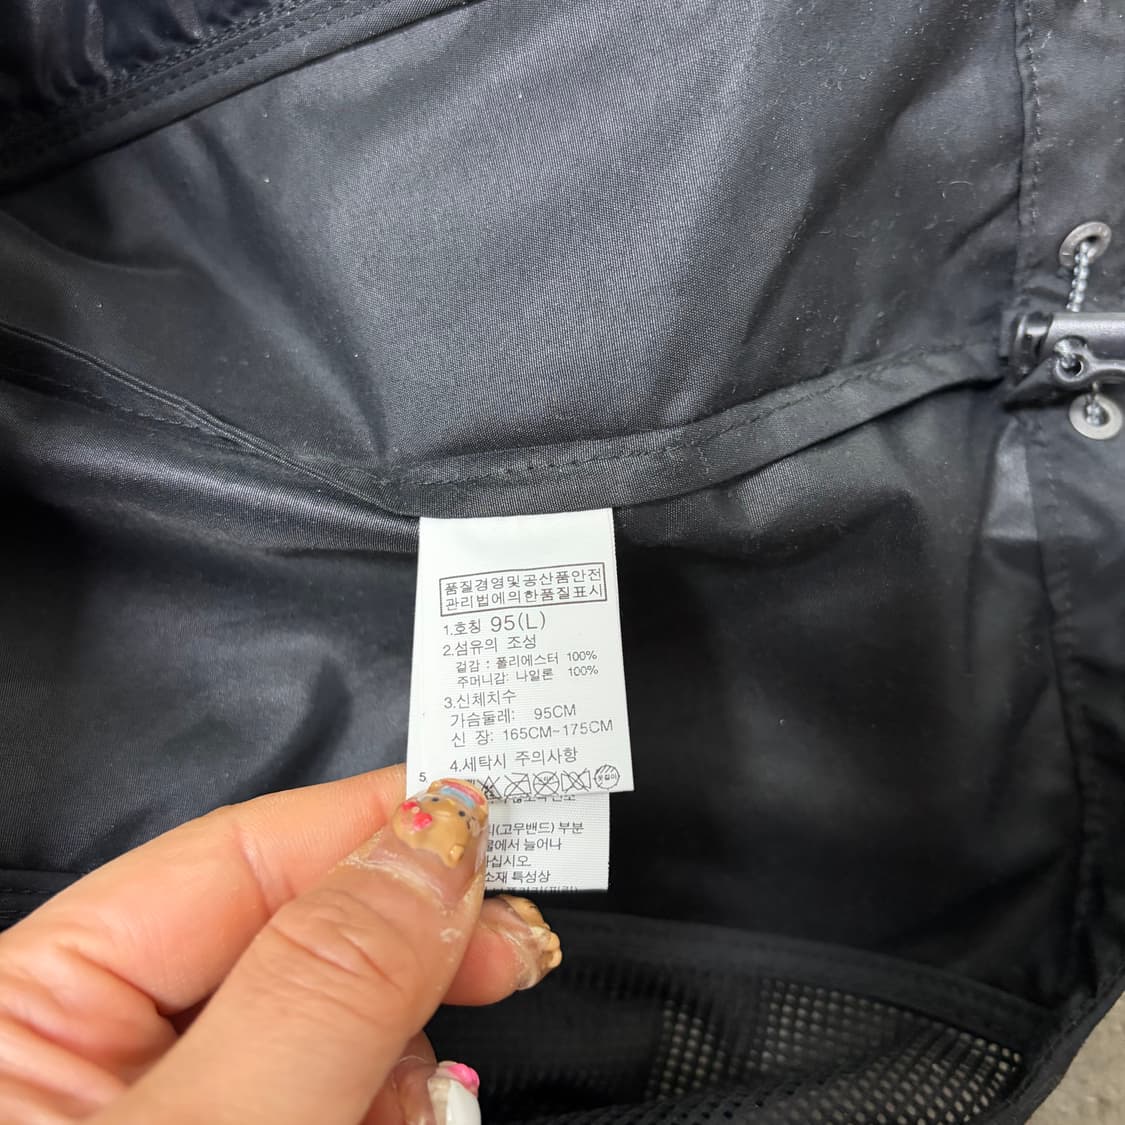 품질경영및공산품안전
관리법에의한품질표시
1.호칭 95(L)
2.섬유의 조성
겉감 : 폴리에스터 100%
주머니감: 나일론 100%
3.신체치수
가슴둘레: 95CM
신 장: 165CM~175CM
4.세탁시 주의사항
5.
(고무밴드) 부분
에서 늘어나
십시오.
소재 특성상